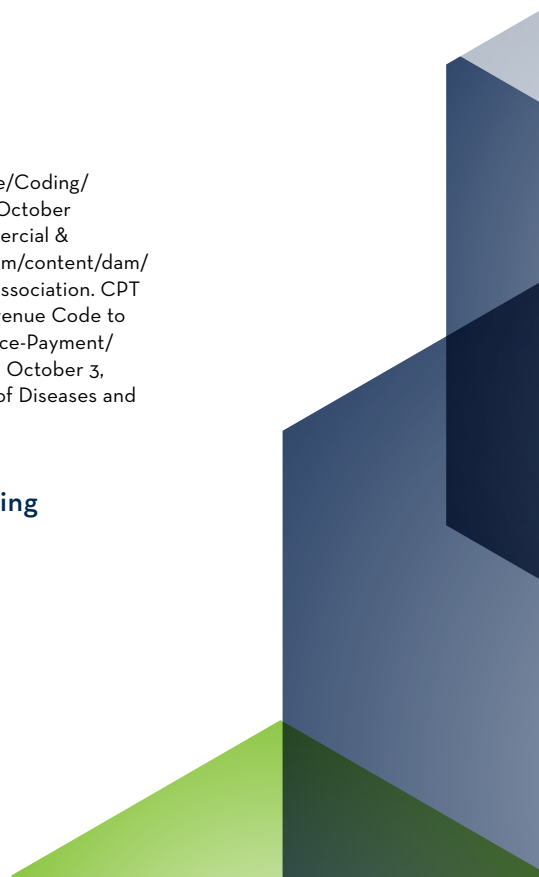 e/Coding/
October
ercial &
m/content/dam/
ssociation. CPT
enue Code to
ce-Payment/
October 3,
of Diseases and
ing